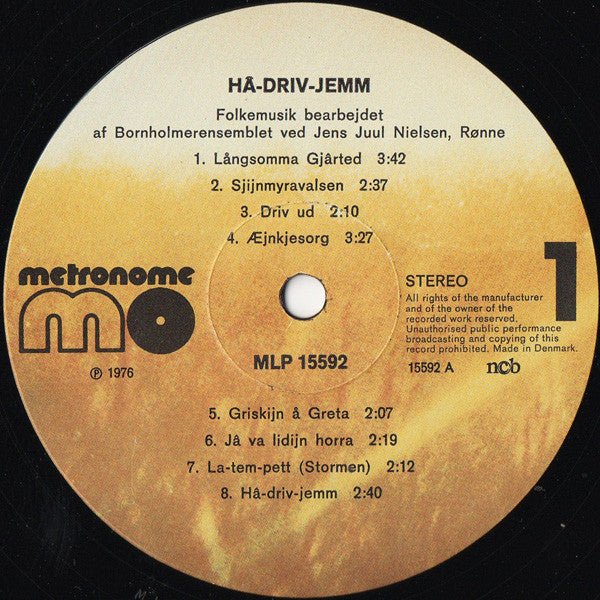 HÅ-DRIV-JEMM
Folkemusik bearbejdet
af Bornholmerensemblet ved Jens Juul Nielsen, Rønne
1. Långsomma Gjårted 3:42
2. Sjijnmyravalsen 2:37
3. Driv ud 2:10
4. Æjnkjesorg 3:27
metronome
mo
℗ 1976
STEREO
1
All rights of the manufacturer
and of the owner of the
recorded work reserved.
Unauthorised public performance
broadcasting and copying of this
record prohibited. Made in Denmark.
15592 A ncb
MLP 15592
5. Griskijn å Greta 2:07
6. Jå va lidijn horra 2:19
7. La-tem-pett (Stormøn) 2:12
8. Hå-driv-jemm 2:40